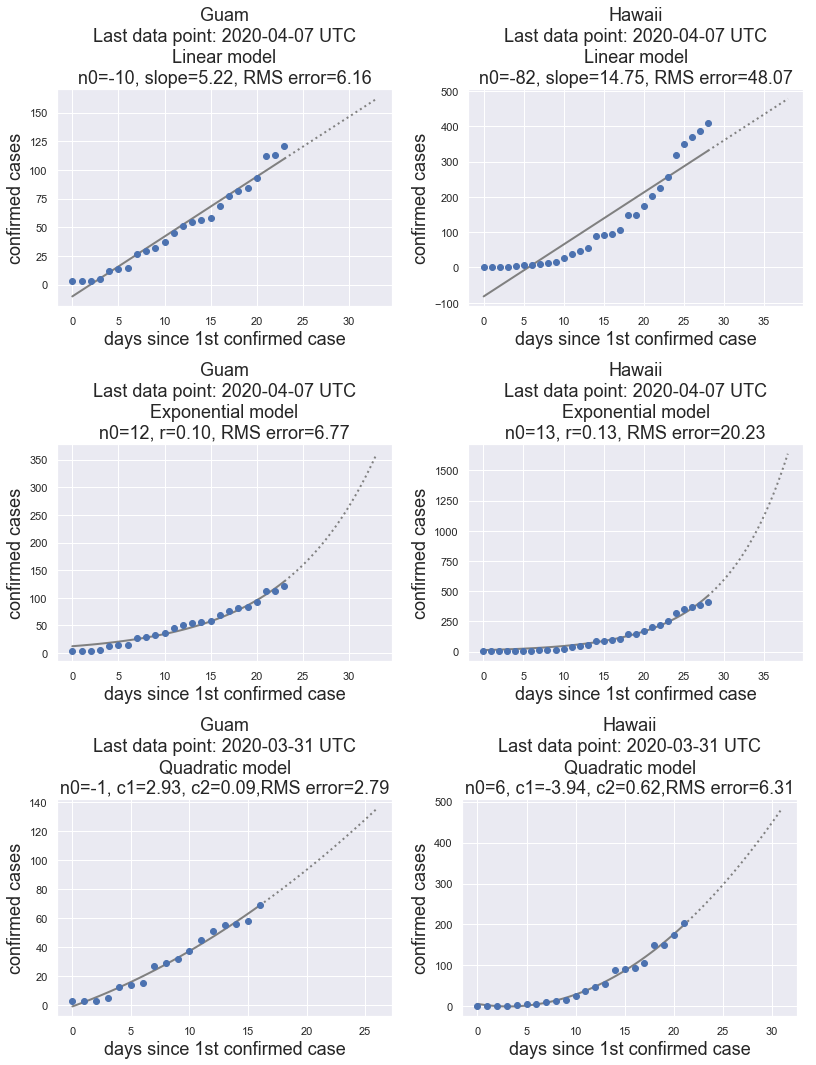 Guam
Last data point: 2020-04-07 UTC
Linear model
n0=-10, slope=5.22, RMS error=6.16
confirmed cases
150
125
100
75
50
25
0
0 5 10 15 20 25 30
days since 1st confirmed case
Hawaii
Last data point: 2020-04-07 UTC
Linear model
n0=-82, slope=14.75, RMS error=48.07
confirmed cases
500
400
300
200
100
0
−100
0 5 10 15 20 25 30 35
days since 1st confirmed case
Guam
Last data point: 2020-04-07 UTC
Exponential model
n0=12, r=0.10, RMS error=6.77
confirmed cases
350
300
250
200
150
100
50
0
0 5 10 15 20 25 30
days since 1st confirmed case
Hawaii
Last data point: 2020-04-07 UTC
Exponential model
n0=13, r=0.13, RMS error=20.23
confirmed cases
1500
1250
1000
750
500
250
0
0 5 10 15 20 25 30 35
days since 1st confirmed case
Guam
Last data point: 2020-03-31 UTC
Quadratic model
n0=-1, c1=2.93, c2=0.09,RMS error=2.79
confirmed cases
140
120
100
80
60
40
20
0
0 5 10 15 20 25
days since 1st confirmed case
Hawaii
Last data point: 2020-03-31 UTC
Quadratic model
n0=6, c1=-3.94, c2=0.62,RMS error=6.31
confirmed cases
500
400
300
200
100
0
0 5 10 15 20 25 30
days since 1st confirmed case